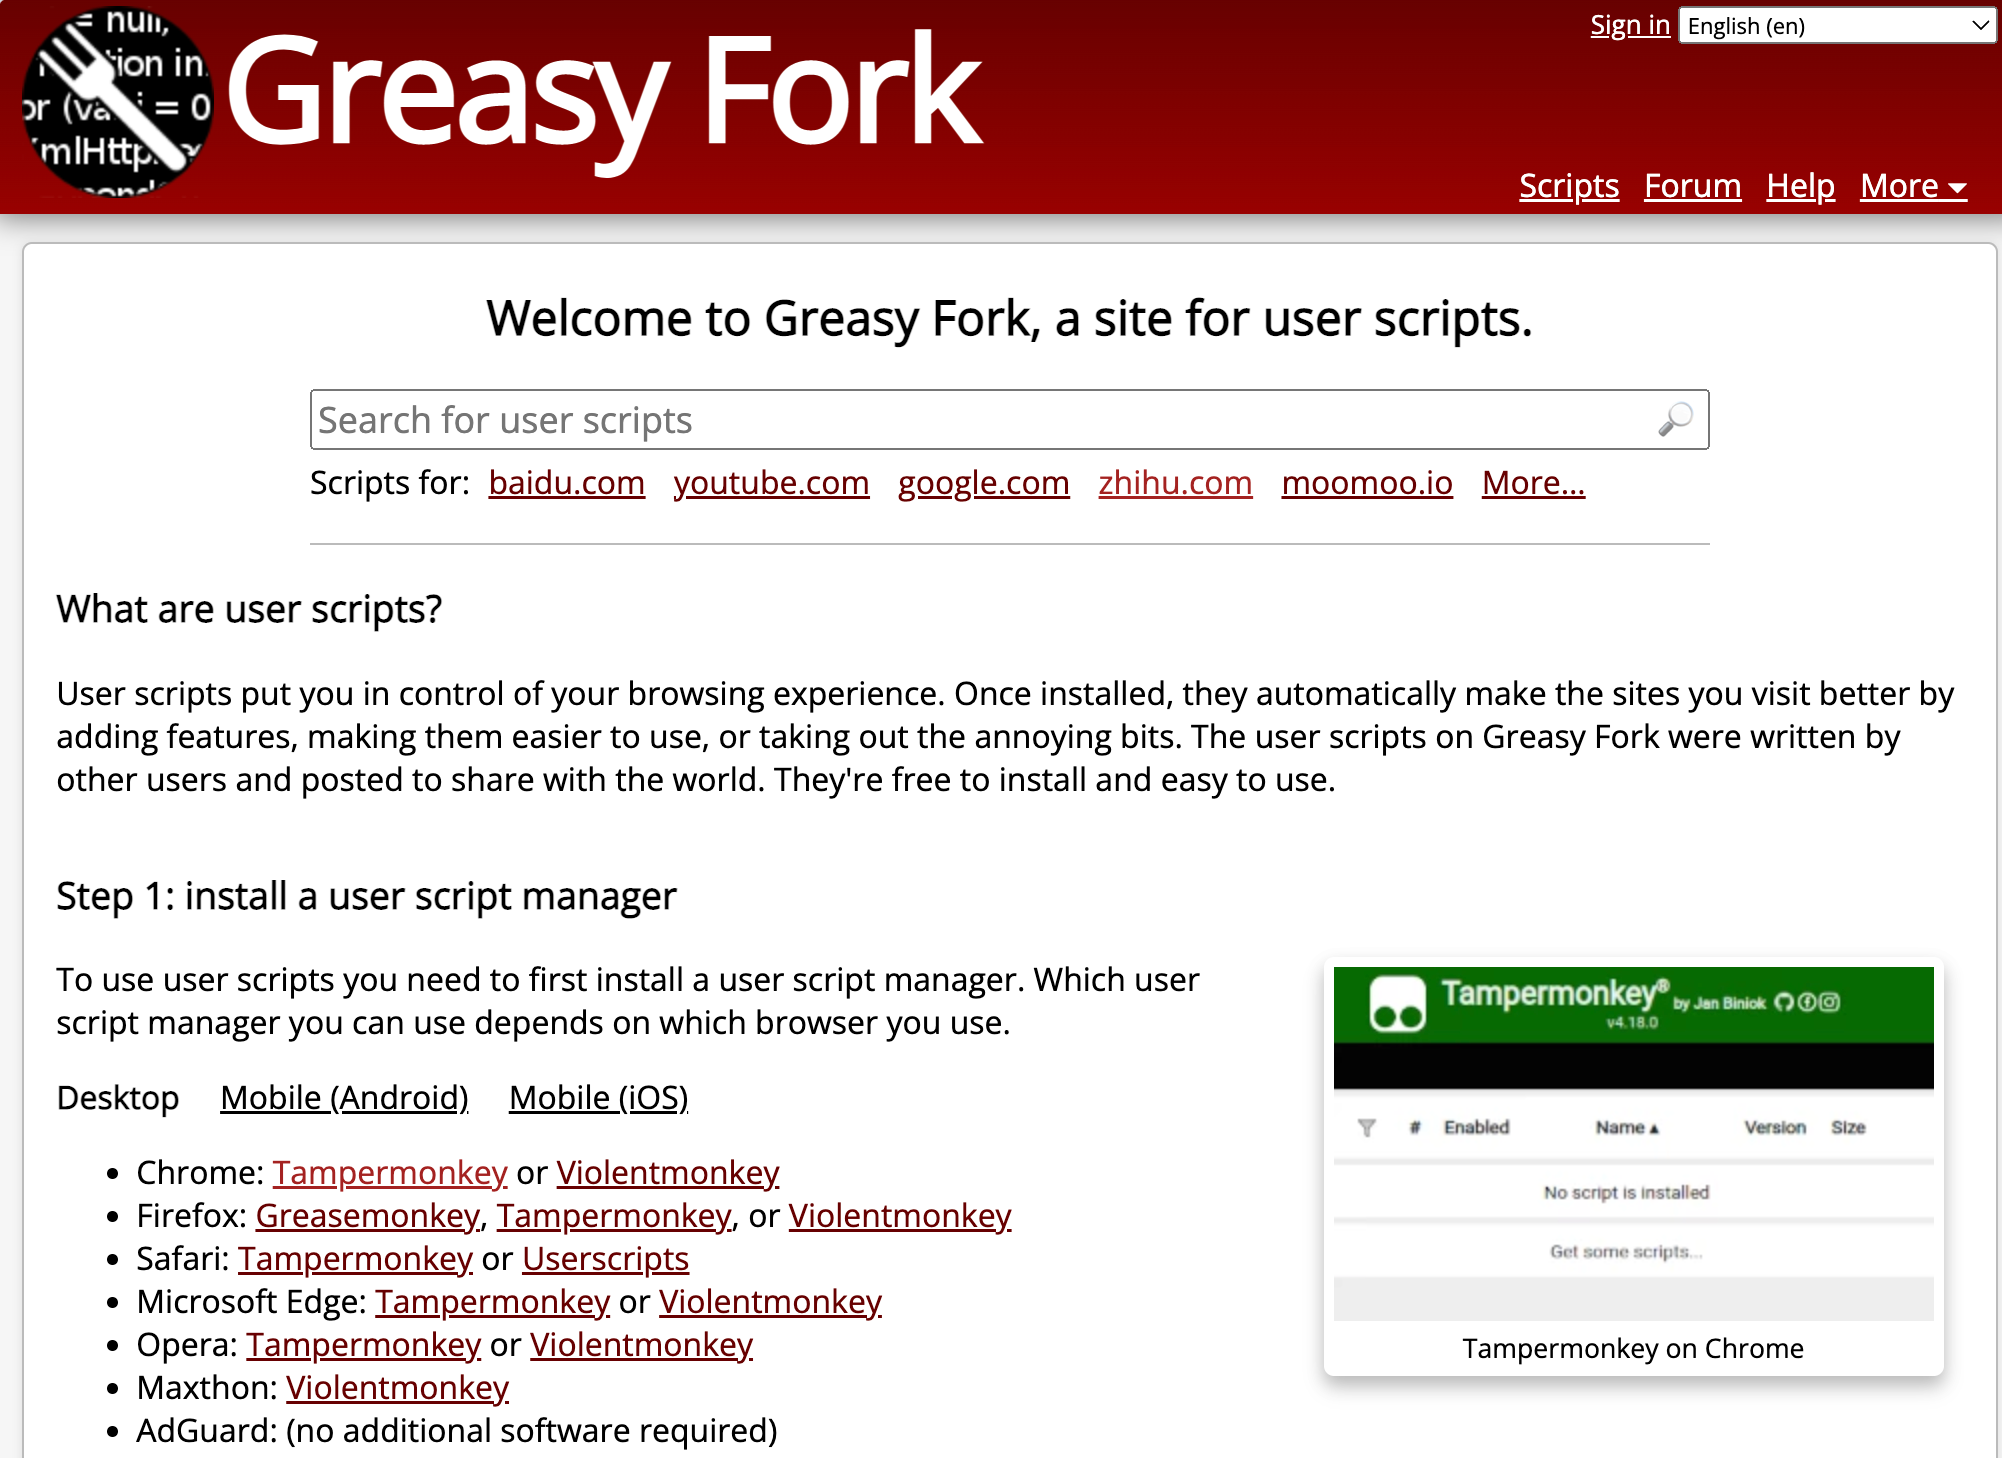 = null,
ion in
or (va i = 0
mlHttp
Greasy Fork
Sign in English (en)
Scripts Forum Help More
Welcome to Greasy Fork, a site for user scripts.
Search for user scripts
Scripts for: baidu.com youtube.com google.com zhihu.com moomoo.io More...
What are user scripts?
User scripts put you in control of your browsing experience. Once installed, they automatically make the sites you visit better by
adding features, making them easier to use, or taking out the annoying bits. The user scripts on Greasy Fork were written by
other users and posted to share with the world. They're free to install and easy to use.
Step 1: install a user script manager
To use user scripts you need to first install a user script manager. Which user
script manager you can use depends on which browser you use.
Desktop Mobile (Android) Mobile (iOS)
• Chrome: Tampermonkey or Violentmonkey
• Firefox: Greasemonkey, Tampermonkey, or Violentmonkey
• Safari: Tampermonkey or Userscripts
• Microsoft Edge: Tampermonkey or Violentmonkey
• Opera: Tampermonkey or Violentmonkey
• Maxthon: Violentmonkey
• AdGuard: (no additional software required)
Tampermonkey® by Jan Biniok
v4.18.0
# Enabled Name ▲ Version Size
No script is installed
Get some scripts...
Tampermonkey on Chrome